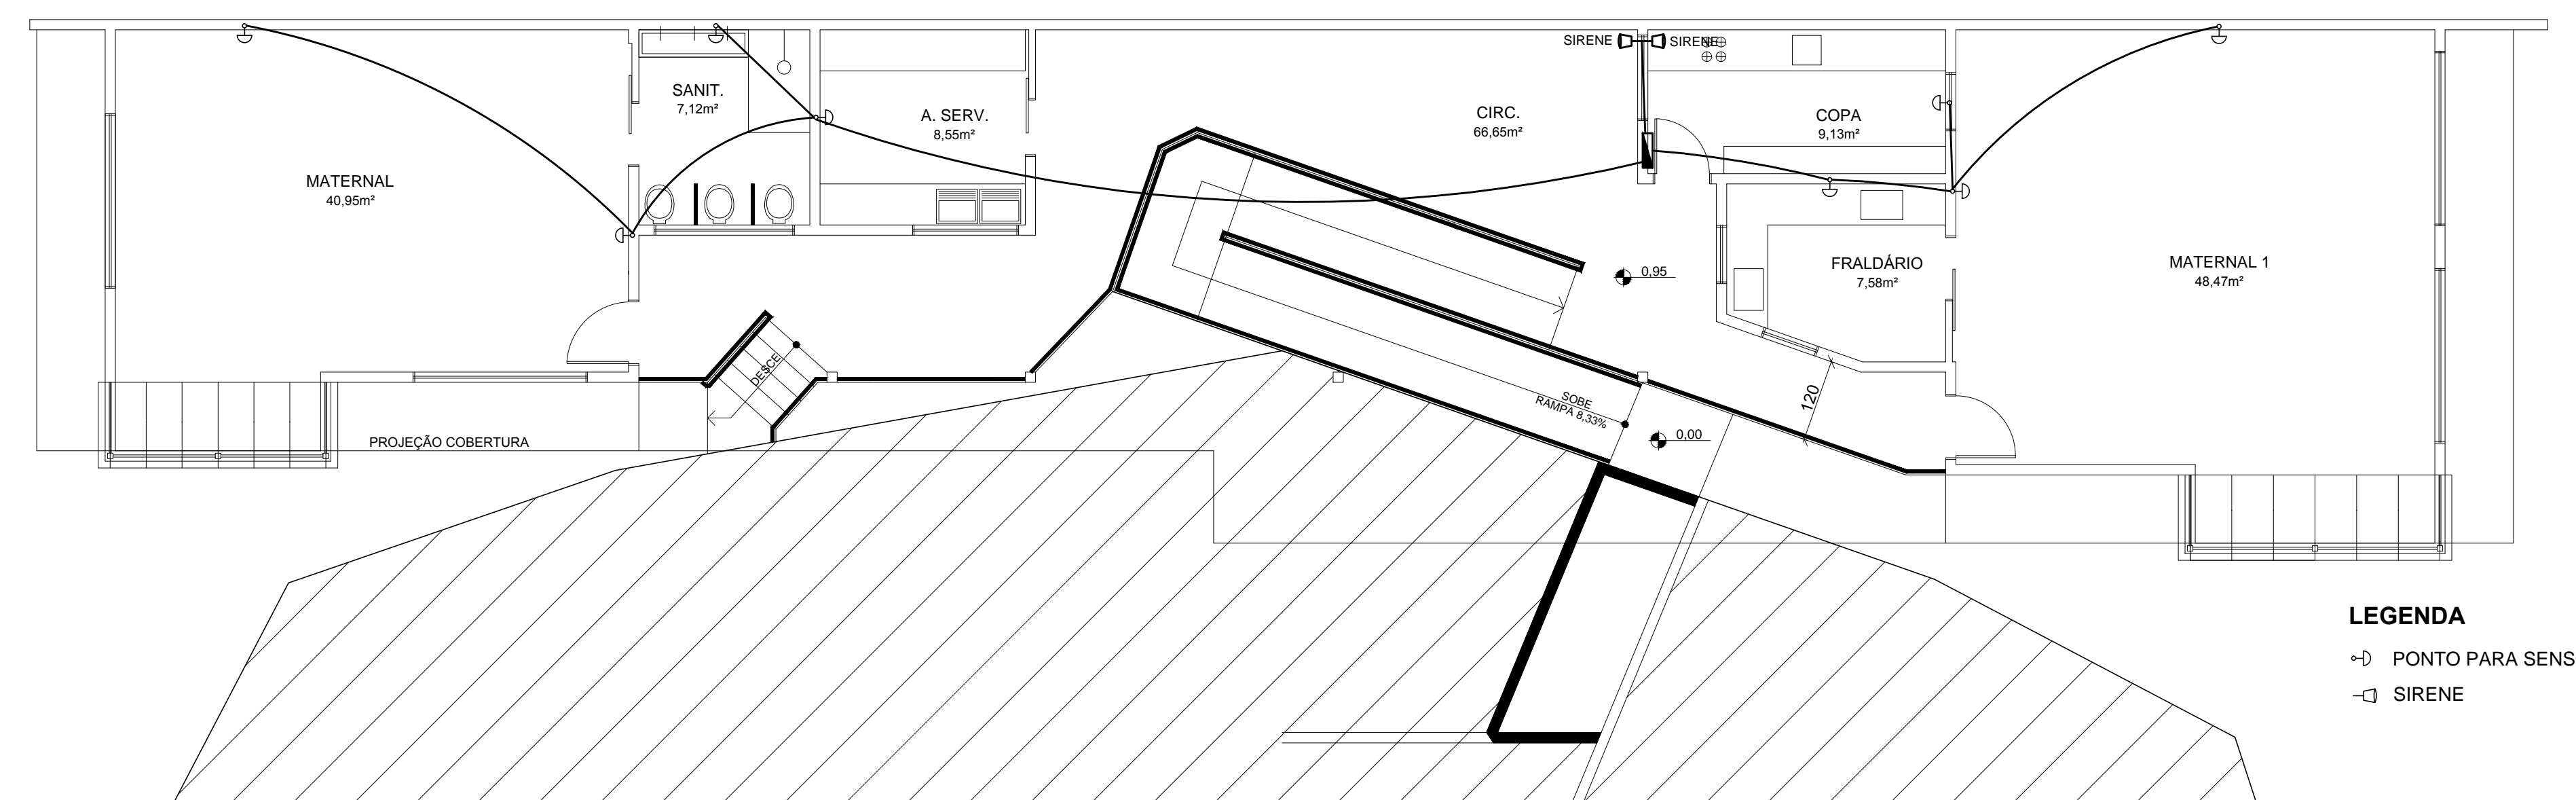 SIRENE
SIRENE
SANIT.
7,12m²
A. SERV.
8,55m²
CIRC.
66,65m²
COPA
9,13m²
MATERNAL
40,95m²
FRALDÁRIO
7,58m²
MATERNAL 1
48,47m²
0,95
DESCE
SOBE
RAMPA 8,33%
120
0,00
PROJEÇÃO COBERTURA
LEGENDA
PONTO PARA SENS
SIRENE